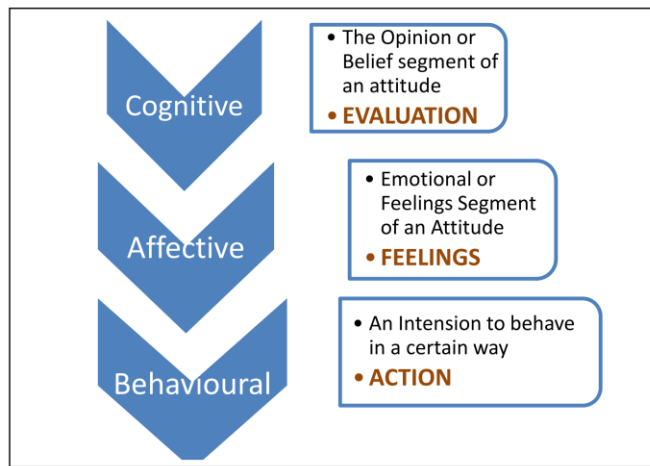 Cognitive
• The Opinion or
Belief segment of
an attitude
• EVALUATION
Affective
• Emotional or
Feelings Segment
of an Attitude
• FEELINGS
Behavioural
• An Intension to behave
in a certain way
• ACTION